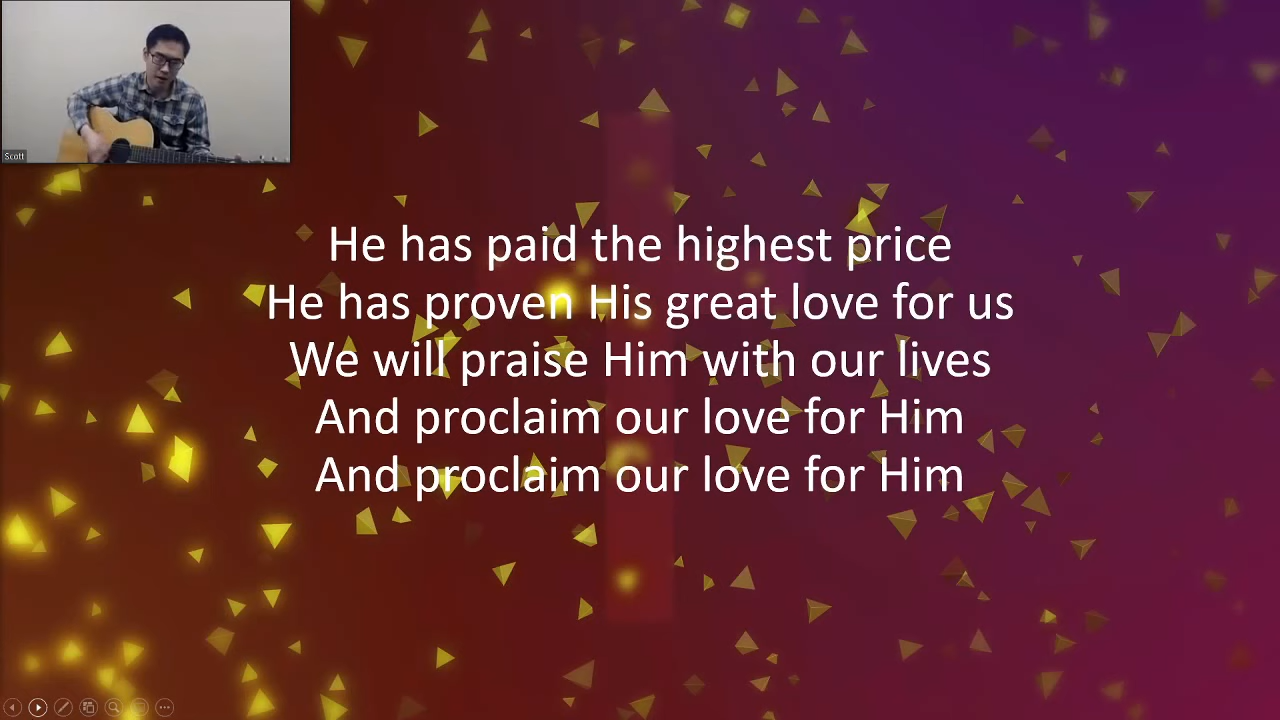 Scott
He has paid the highest price
He has proven His great love for us
We will praise Him with our lives
And proclaim our love for Him
And proclaim our love for Him